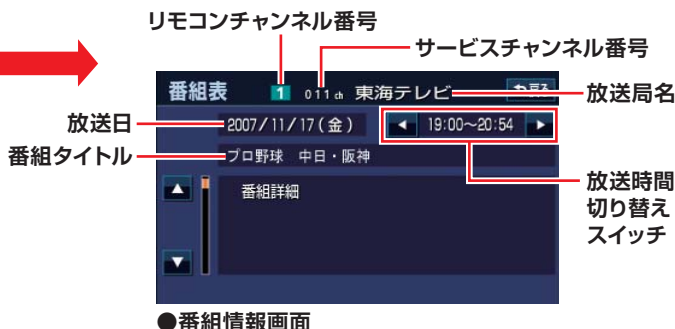 リモコンチャンネル番号
サービスチャンネル番号
番組表 1 011ch 東海テレビ
放送局名
放送日
2007/11/17(金) ◀ 19:00～20:54 ▶
番組タイトル
プロ野球 中日・阪神
▲ 番組詳細
放送時間
切り替え
スイッチ
▼
●番組情報画面